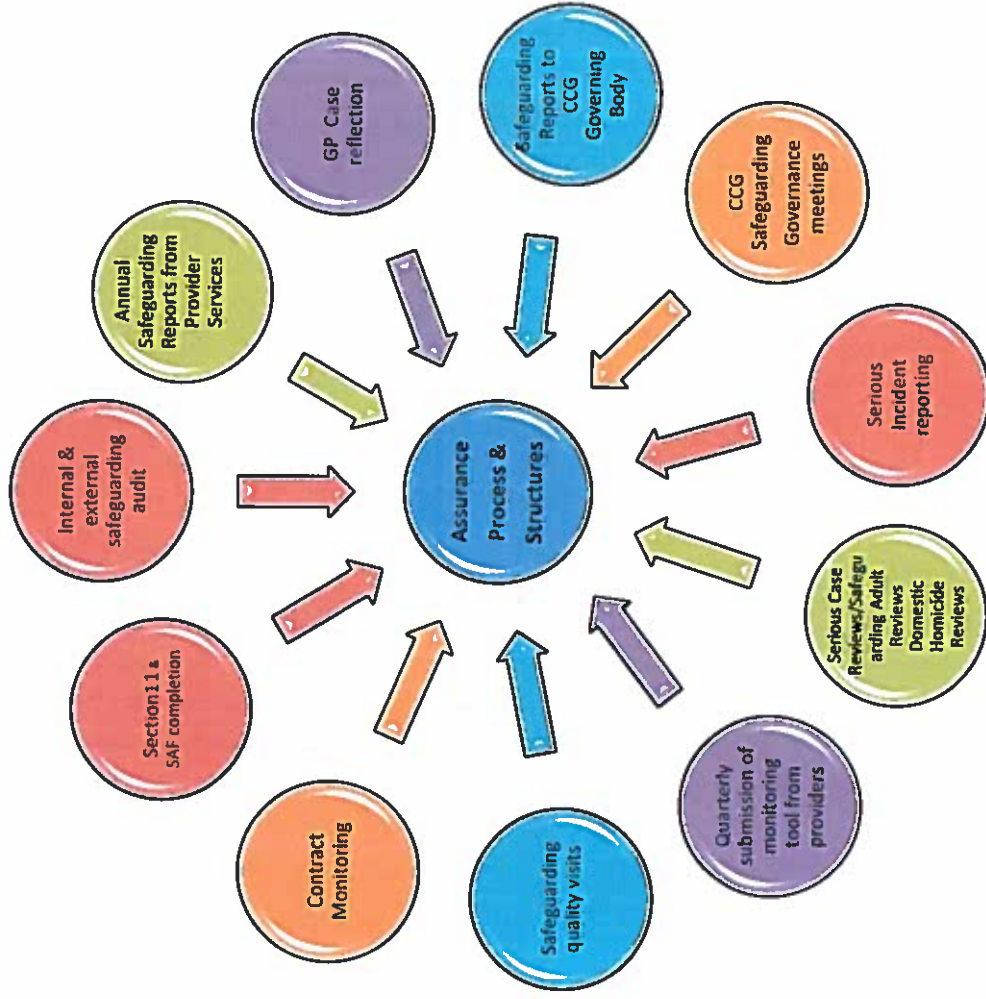 Internal &
external
safeguarding
audit
Annual
Safeguarding
Reports from
Provider
Services
GP Case
reflection
Safeguarding
Reports to
CCG
Governing
Body
CCG
Safeguarding
Governance
meetings
Serious
Incident
reporting
Serious Case
Reviews/Safegu
arding Adult
Reviews
Domestic
Homicide
Reviews
Quarterly
submission of
monitoring
tool from
providers
Safeguarding
quality visits
Contract
Monitoring
Section 11 &
SAF completion
Assurance
Process &
Structures